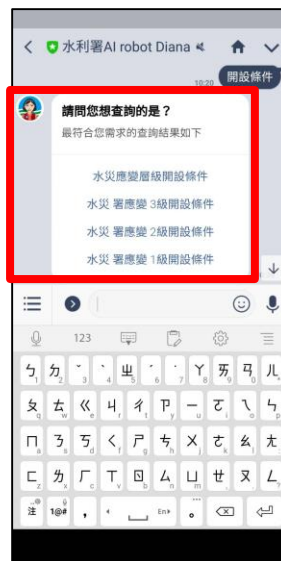 水利署AI robot Diana
10:20
開設條件
請問您想查詢的是？
最符合您需求的查詢結果如下
水災應變層級開設條件
水災 署應變 3級開設條件
水災 署應變 2級開設條件
水災 署應變 1級開設條件
123
ㄅ ㄉ ˇ ˋ ㄓ ˊ ˙ ㄚ ㄞ ㄢ ㄦ
ㄆ ㄊ ㄍ ㄐ ㄔ ㄗ ㄧ ㄛ ㄟ ㄣ
ㄇ ㄋ ㄎ ㄑ ㄕ ㄘ ㄨ ㄜ ㄠ ㄤ
ㄈ ㄌ ㄏ ㄒ ㄖ ㄙ ㄩ ㄝ ㄡ ㄥ
注 1@# ， En 。